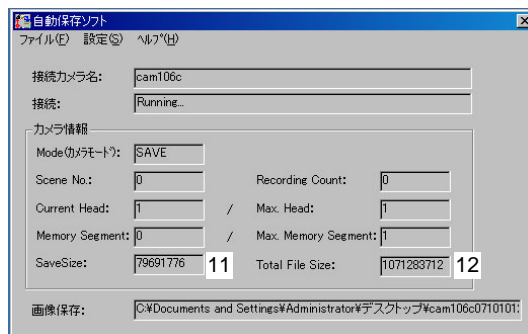 自動保存ソフト
ファイル(F) 設定(S) ヘルプ(H)
接続カメラ名: cam106c
接続: Running...
カメラ情報
Mode(カメラモード): SAVE
Scene No.: 0 Recording Count: 0
Current Head: 1 / Max. Head: 1
Memory Segment: 0 / Max. Memory Segment: 1
SaveSize: 79691776 11 Total File Size: 1071283712 12
画像保存: C:¥Documents and Settings¥Administrator¥デスクトップ¥cam106c0710101